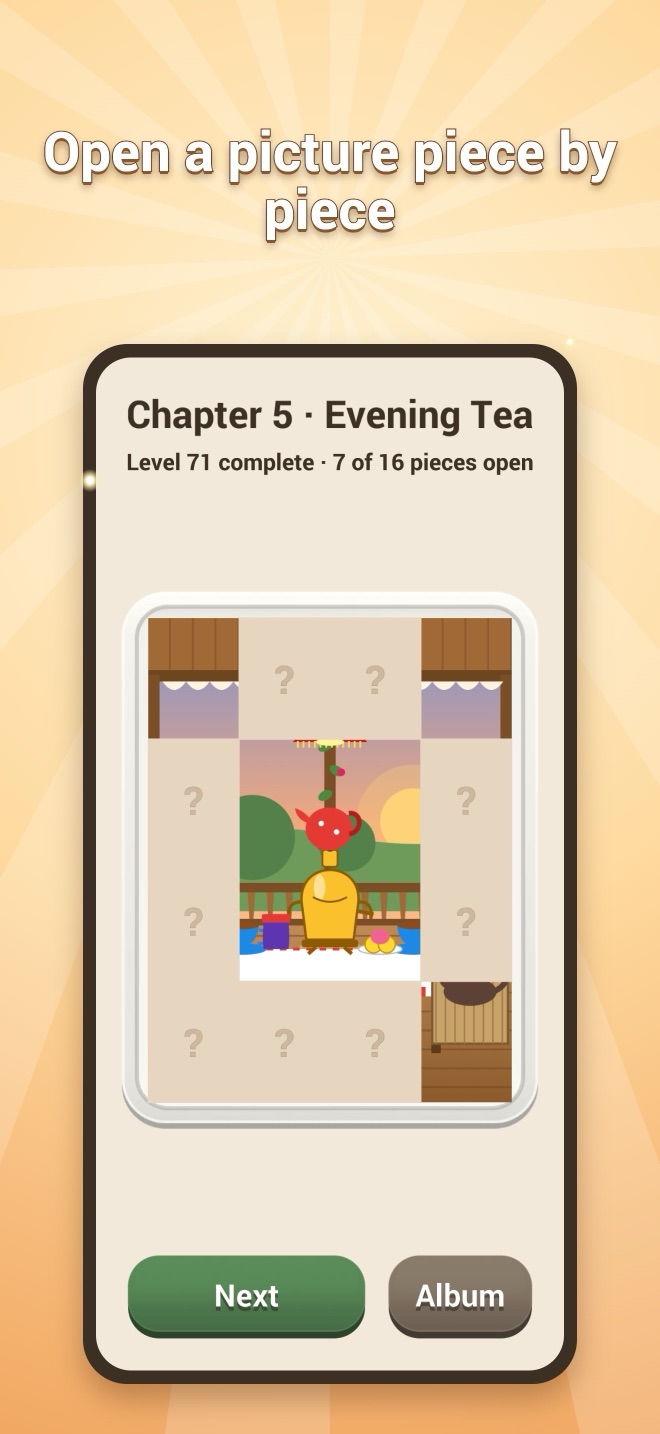 Open a picture piece by
piece
Chapter 5 · Evening Tea
Level 71 complete · 7 of 16 pieces open
? ?
? ?
? ?
? ? ?
Next Album